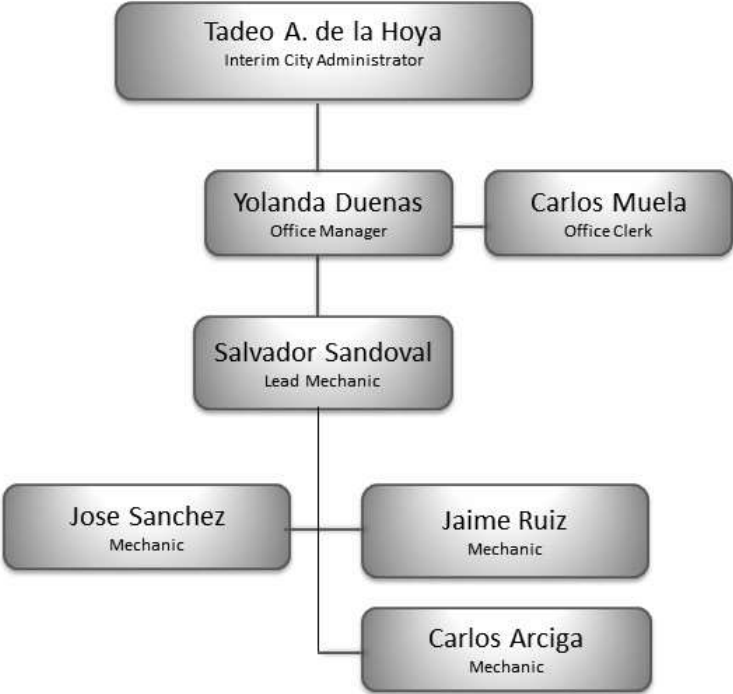 Tadeo A. de la Hoya
Interim City Administrator
Yolanda Duenas
Office Manager
Carlos Muela
Office Clerk
Salvador Sandoval
Lead Mechanic
Jose Sanchez
Mechanic
Jaime Ruiz
Mechanic
Carlos Arciga
Mechanic